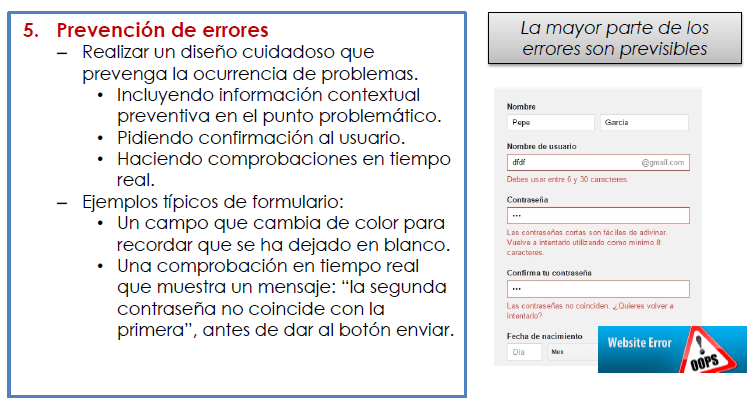 5. Prevención de errores
– Realizar un diseño cuidadoso que
prevenga la ocurrencia de problemas.
• Incluyendo información contextual
preventiva en el punto problemático.
• Pidiendo confirmación al usuario.
• Haciendo comprobaciones en tiempo
real.
– Ejemplos típicos de formulario:
• Un campo que cambia de color para
recordar que se ha dejado en blanco.
• Una comprobación en tiempo real
que muestra un mensaje: “la segunda
contraseña no coincide con la
primera”, antes de dar al botón enviar.
La mayor parte de los
errores son previsibles
Nombre
Pepe García
Nombre de usuario
dfdf @gmail.com
Debes usar entre 6 y 30 caracteres.
Contraseña
•••
Las contraseñas cortas son fáciles de adivinar.
Vuelve a intentarlo utilizando como mínimo 8
caracteres.
Confirma tu contraseña
•••
Las contraseñas no coinciden. ¿Quieres volver a
intentarlo?
Fecha de nacimiento
Día Mes
Website Error
OOPS